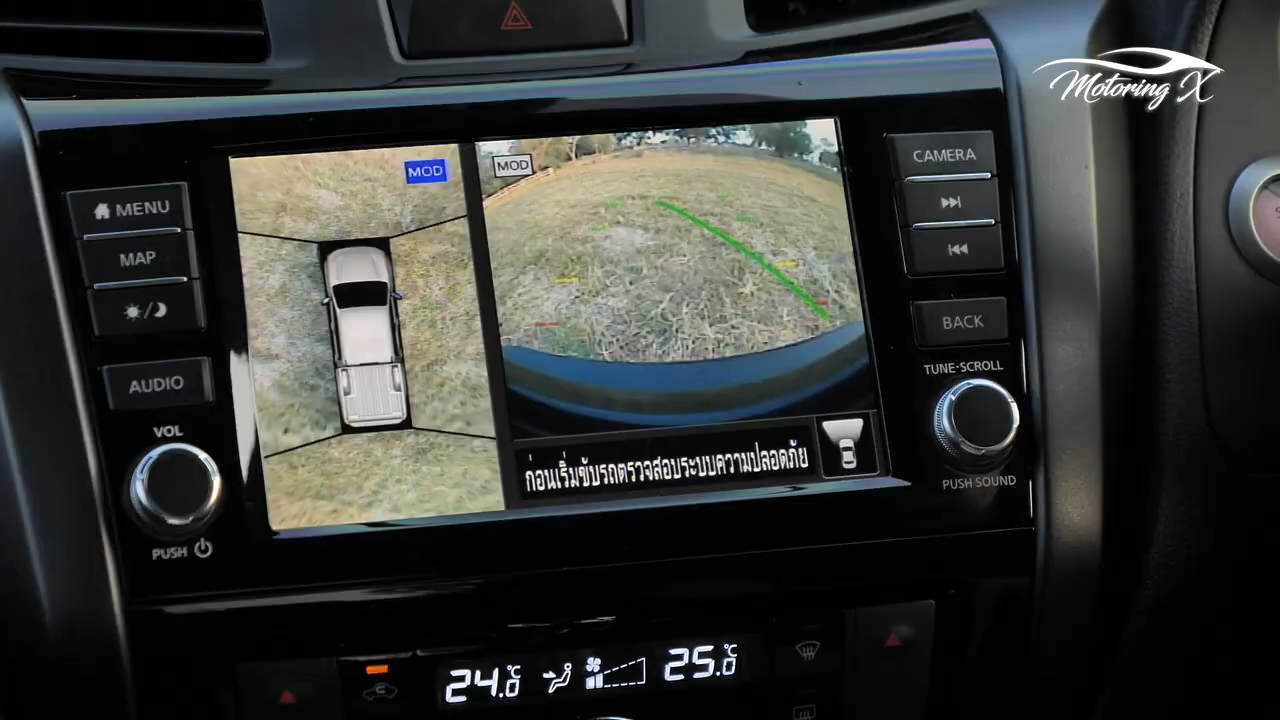 Motoring X
MOD
MOD
CAMERA
MENU
MAP
BACK
AUDIO
TUNE·SCROLL
VOL
ก่อนเริ่มขับรถตรวจสอบระบบความปลอดภัย
PUSH SOUND
PUSH
24.0°C
25.0°C